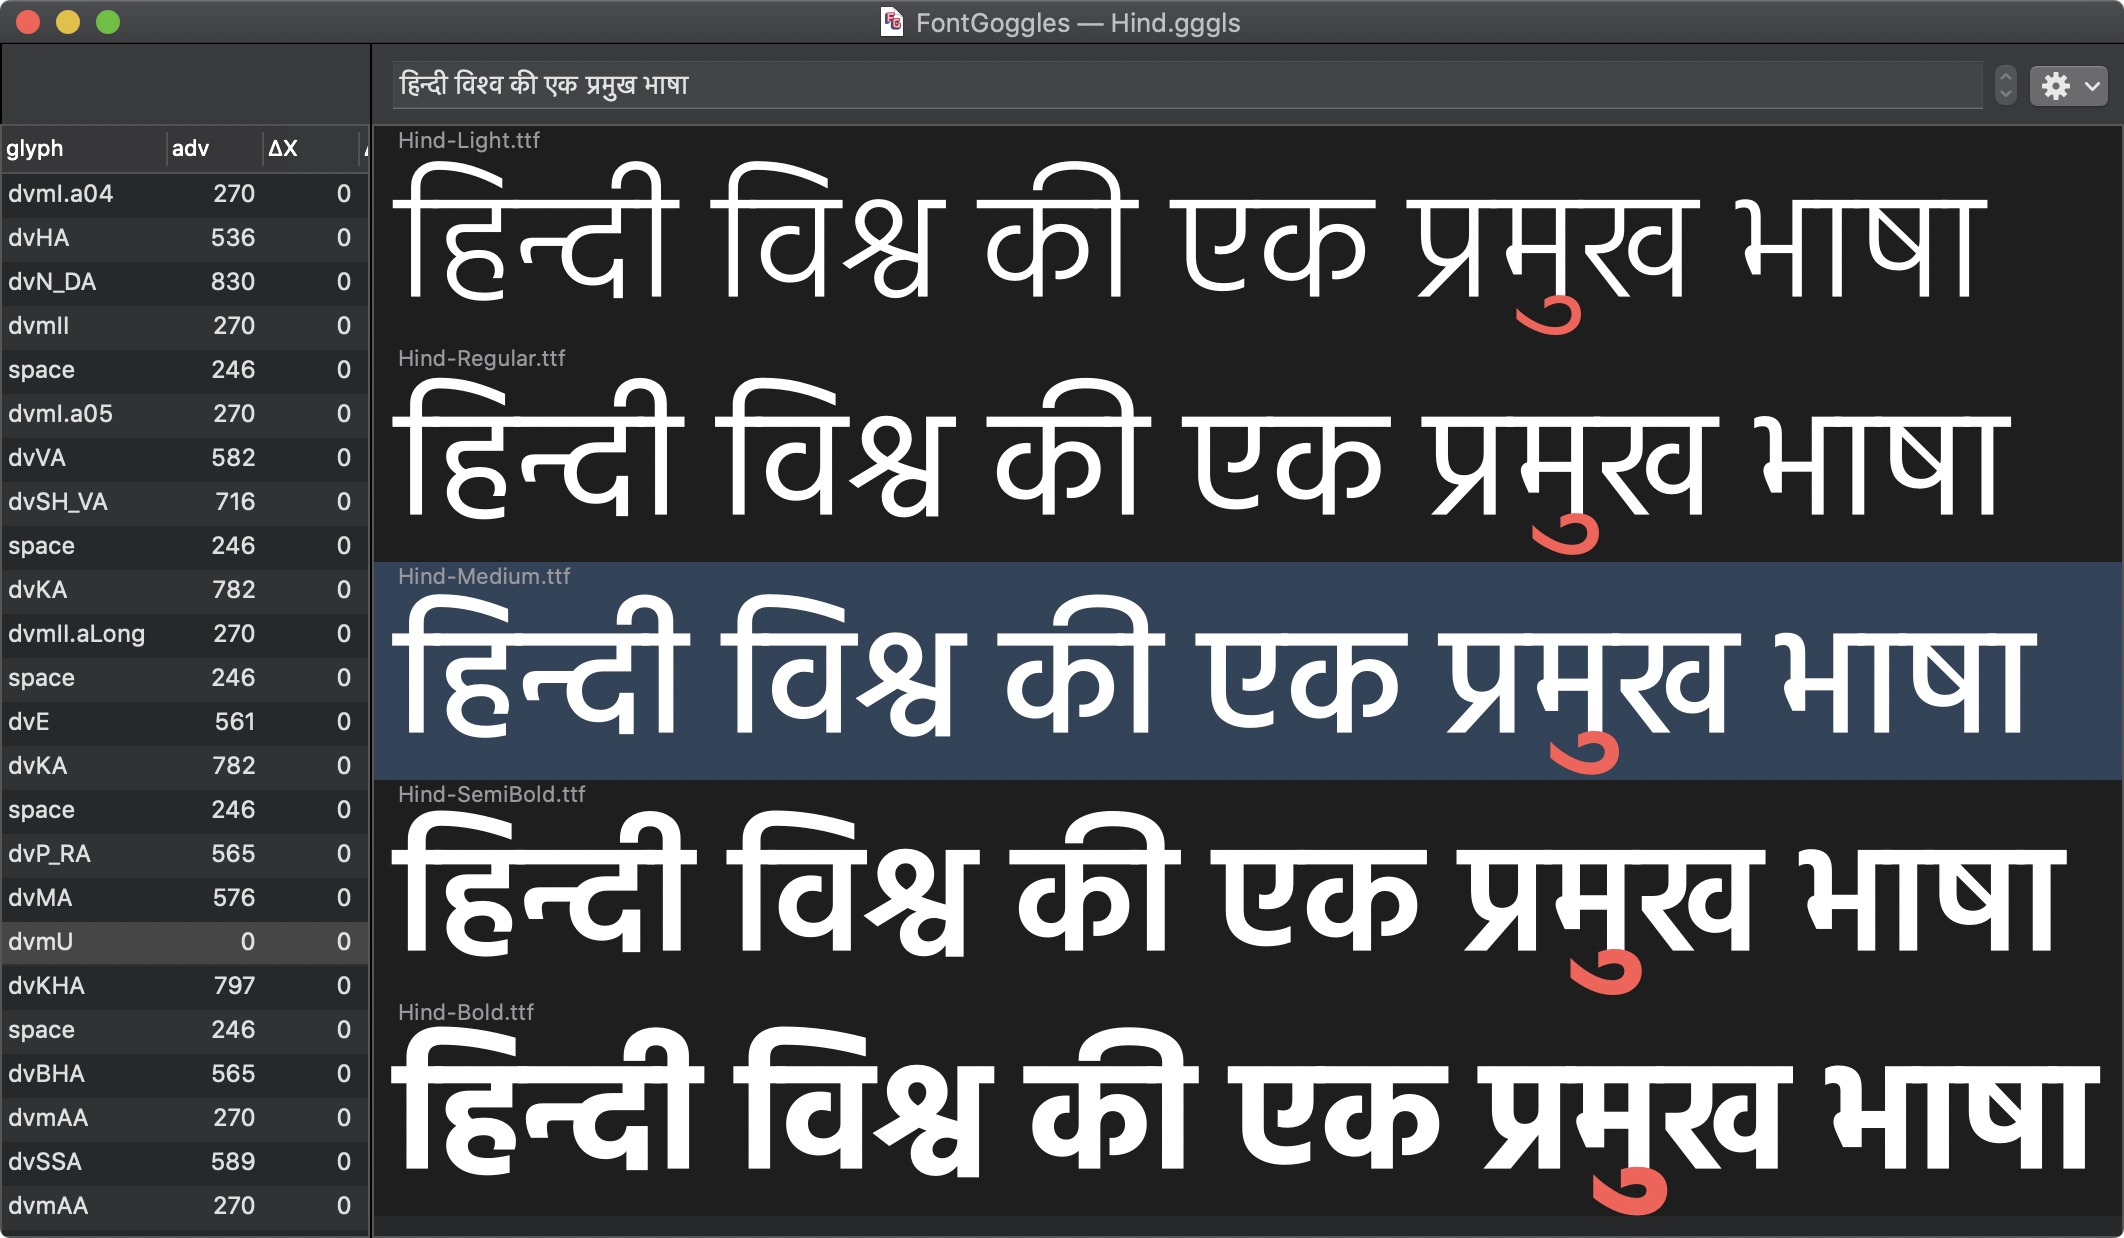 FontGoggles — Hind.gggls
हिन्दी विश्व की एक प्रमुख भाषा
glyph adv ΔX
dvmI.a04 270 0
dvHA 536 0
dvN_DA 830 0
dvmII 270 0
space 246 0
dvmI.a05 270 0
dvVA 582 0
dvSH_VA 716 0
space 246 0
dvKA 782 0
dvmII.aLong 270 0
space 246 0
dvE 561 0
dvKA 782 0
space 246 0
dvP_RA 565 0
dvMA 576 0
dvmU 0 0
dvKHA 797 0
space 246 0
dvBHA 565 0
dvmAA 270 0
dvSSA 589 0
dvmAA 270 0
Hind-Light.ttf
हिन्दी विश्व की एक प्रमुख भाषा
Hind-Regular.ttf
हिन्दी विश्व की एक प्रमुख भाषा
Hind-Medium.ttf
हिन्दी विश्व की एक प्रमुख भाषा
Hind-SemiBold.ttf
हिन्दी विश्व की एक प्रमुख भाषा
Hind-Bold.ttf
हिन्दी विश्व की एक प्रमुख भाषा